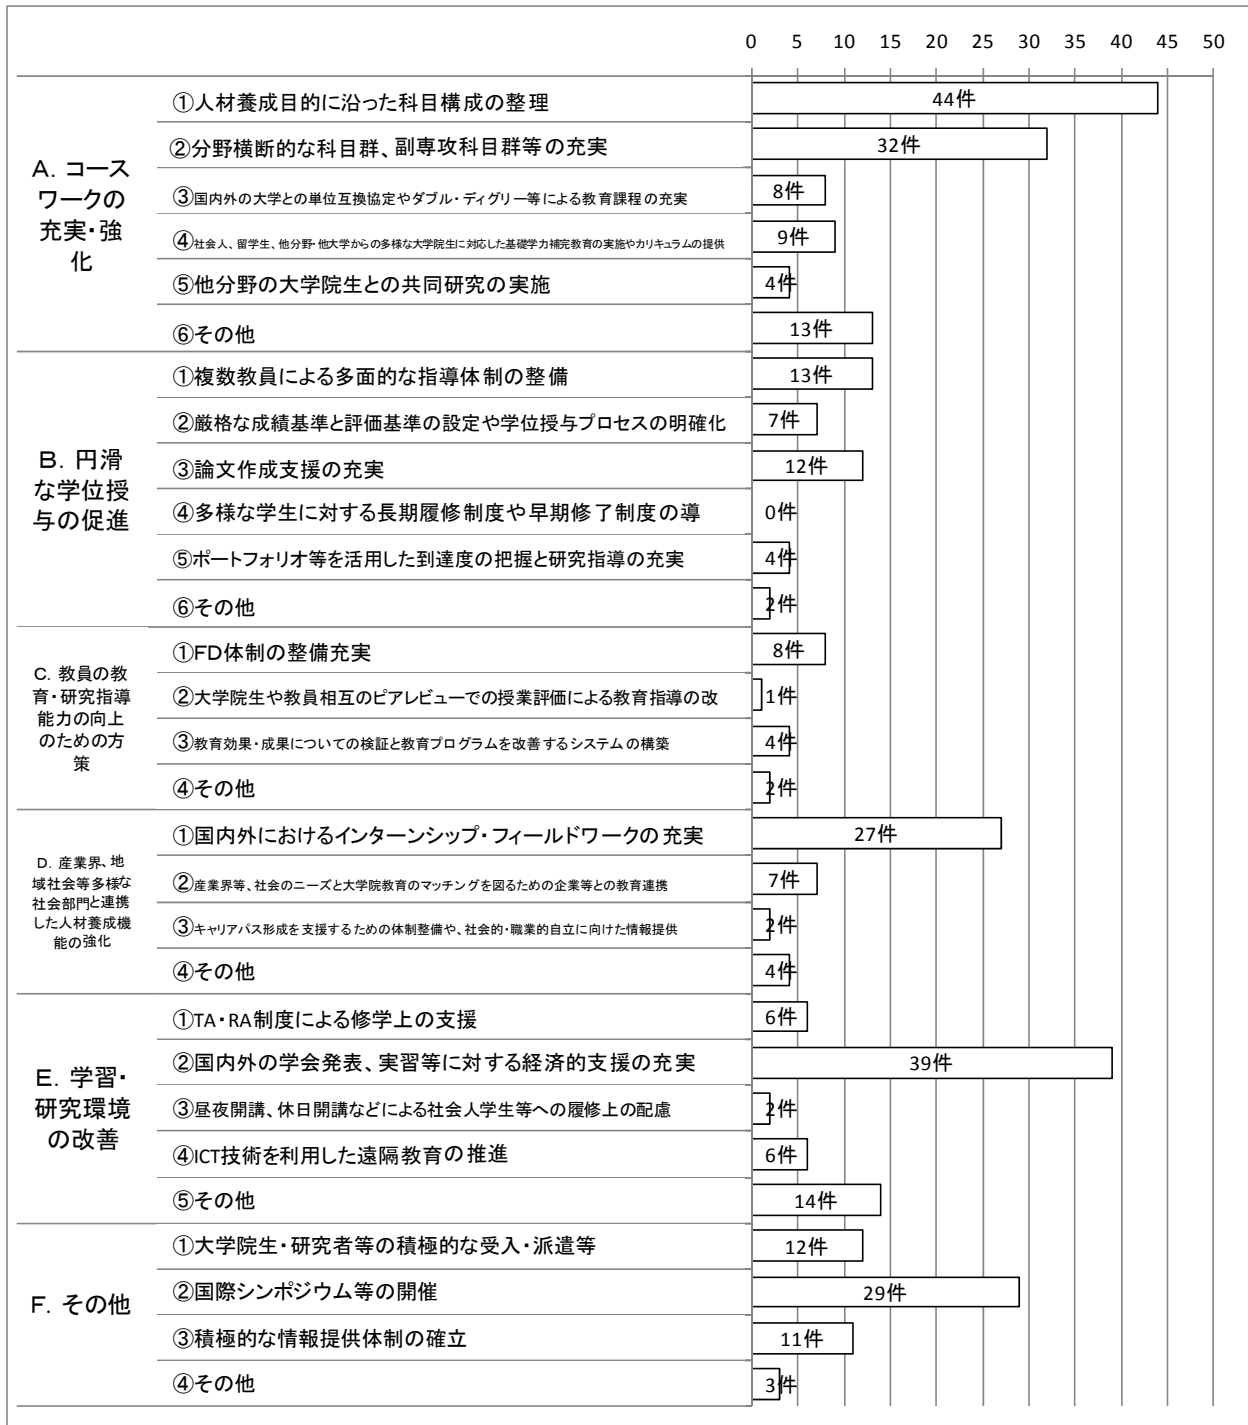 0 5 10 15 20 25 30 35 40 45 50
A. コース
ワークの
充実・強
化
①人材養成目的に沿った科目構成の整理
44件
②分野横断的な科目群、副専攻科目群等の充実
32件
③国内外の大学との単位互換協定やダブル・ディグリー等による教育課程の充実
8件
④社会人、留学生、他分野・他大学からの多様な大学院生に対応した基礎学力補完教育の実施やカリキュラムの提供
9件
⑤他分野の大学院生との共同研究の実施
4件
⑥その他
13件
B. 円滑
な学位授
与の促進
①複数教員による多面的な指導体制の整備
13件
②厳格な成績基準と評価基準の設定や学位授与プロセスの明確化
7件
③論文作成支援の充実
12件
④多様な学生に対する長期履修制度や早期修了制度の導
0件
⑤ポートフォリオ等を活用した到達度の把握と研究指導の充実
4件
⑥その他
2件
C. 教員の教
育・研究指導
能力の向上
のための方
策
①FD体制の整備充実
8件
②大学院生や教員相互のピアレビューでの授業評価による教育指導の改
1件
③教育効果・成果についての検証と教育プログラムを改善するシステムの構築
4件
④その他
2件
D. 産業界、地
域社会等多様な
社会部門と連携
した人材養成機
能の強化
①国内外におけるインターンシップ・フィールドワークの充実
27件
②産業界等、社会のニーズと大学院教育のマッチングを図るための企業等との教育連携
7件
③キャリアパス形成を支援するための体制整備や、社会的・職業的自立に向けた情報提供
2件
④その他
4件
E. 学習・
研究環境
の改善
①TA・RA制度による修学上の支援
6件
②国内外の学会発表、実習等に対する経済的支援の充実
39件
③昼夜開講、休日開講などによる社会人学生等への履修上の配慮
2件
④ICT技術を利用した遠隔教育の推進
6件
⑤その他
14件
F. その他
①大学院生・研究者等の積極的な受入・派遣等
12件
②国際シンポジウム等の開催
29件
③積極的な情報提供体制の確立
11件
④その他
3件